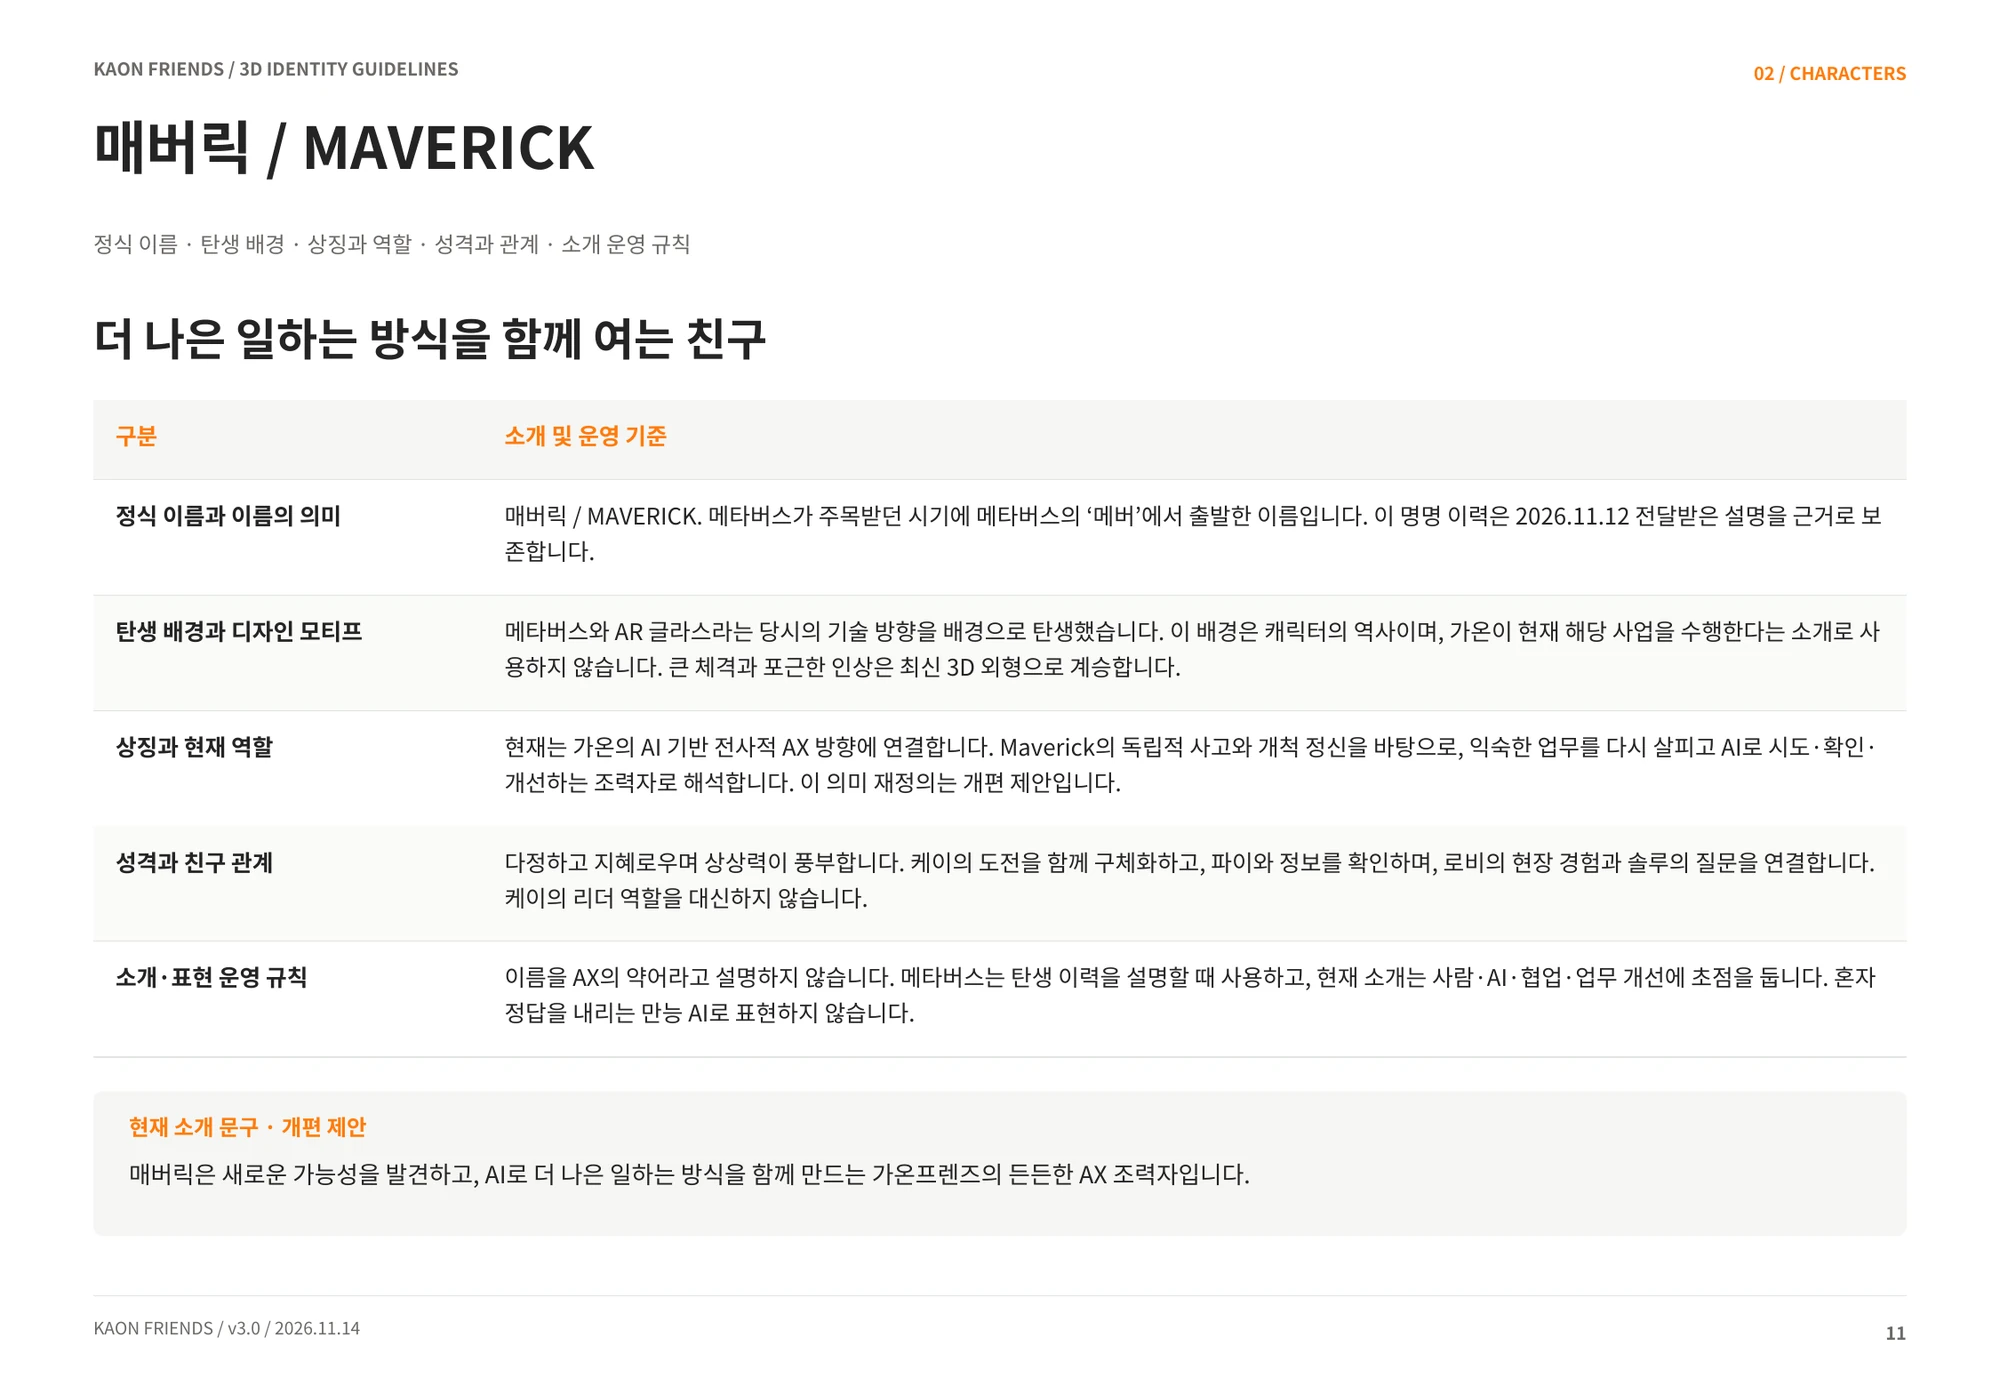 KAON FRIENDS / 3D IDENTITY GUIDELINES
02 / CHARACTERS
매버릭 / MAVERICK
정식 이름 · 탄생 배경 · 상징과 역할 · 성격과 관계 · 소개 운영 규칙
더 나은 일하는 방식을 함께 여는 친구
구분
소개 및 운영 기준
정식 이름과 이름의 의미
매버릭 / MAVERICK. 메타버스가 주목받던 시기에 메타버스의 ‘메버’에서 출발한 이름입니다. 이 명명 이력은 2026.11.12 전달받은 설명을 근거로 보
존합니다.
탄생 배경과 디자인 모티프
메타버스와 AR 글라스라는 당시의 기술 방향을 배경으로 탄생했습니다. 이 배경은 캐릭터의 역사이며, 가온이 현재 해당 사업을 수행한다는 소개로 사
용하지 않습니다. 큰 체격과 포근한 인상은 최신 3D 외형으로 계승합니다.
상징과 현재 역할
현재는 가온의 AI 기반 전사적 AX 방향에 연결합니다. Maverick의 독립적 사고와 개척 정신을 바탕으로, 익숙한 업무를 다시 살피고 AI로 시도·확인·
개선하는 조력자로 해석합니다. 이 의미 재정의는 개편 제안입니다.
성격과 친구 관계
다정하고 지혜로우며 상상력이 풍부합니다. 케이의 도전을 함께 구체화하고, 파이와 정보를 확인하며, 로비의 현장 경험과 솔루의 질문을 연결합니다.
케이의 리더 역할을 대신하지 않습니다.
소개·표현 운영 규칙
이름을 AX의 약어라고 설명하지 않습니다. 메타버스는 탄생 이력을 설명할 때 사용하고, 현재 소개는 사람·AI·협업·업무 개선에 초점을 둡니다. 혼자
정답을 내리는 만능 AI로 표현하지 않습니다.
현재 소개 문구 · 개편 제안
매버릭은 새로운 가능성을 발견하고, AI로 더 나은 일하는 방식을 함께 만드는 가온프렌즈의 든든한 AX 조력자입니다.
KAON FRIENDS / v3.0 / 2026.11.14
11